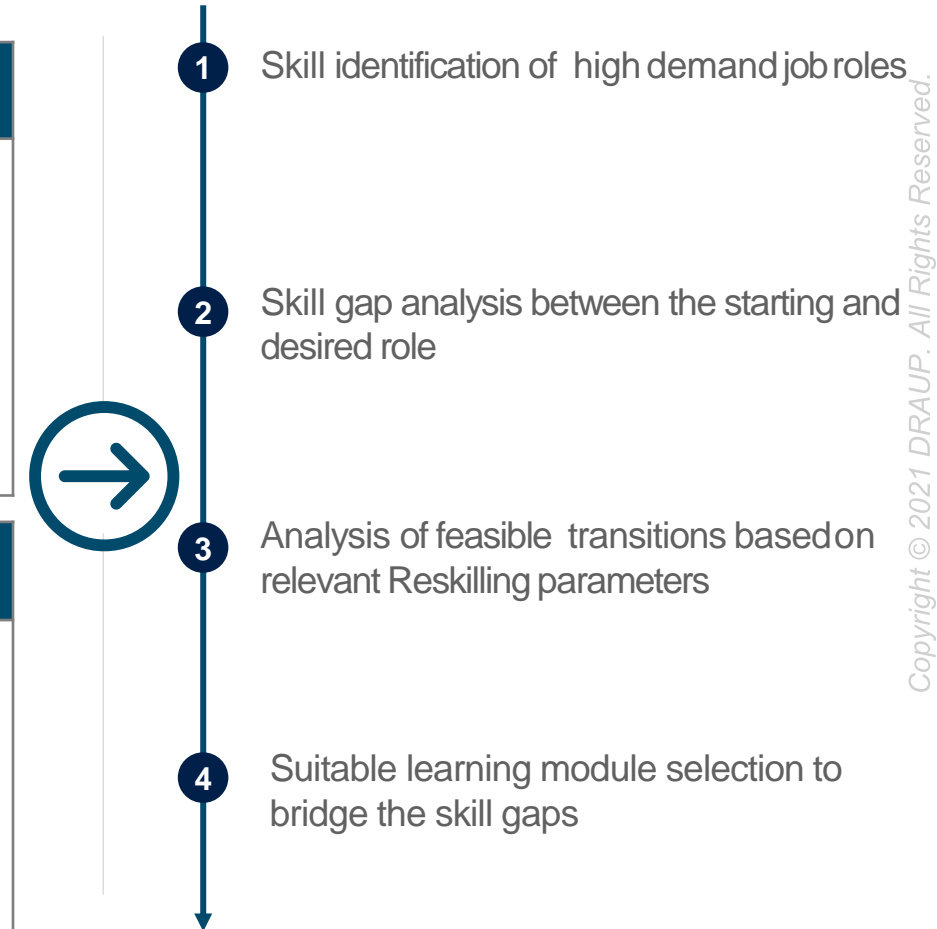 1
Skill identification of high demand job roles
2
Skill gap analysis between the starting and
desired role
3
Analysis of feasible transitions based on
relevant Reskilling parameters
4
Suitable learning module selection to
bridge the skill gaps
Copyright © 2021 DRAUP. All Rights Reserved.